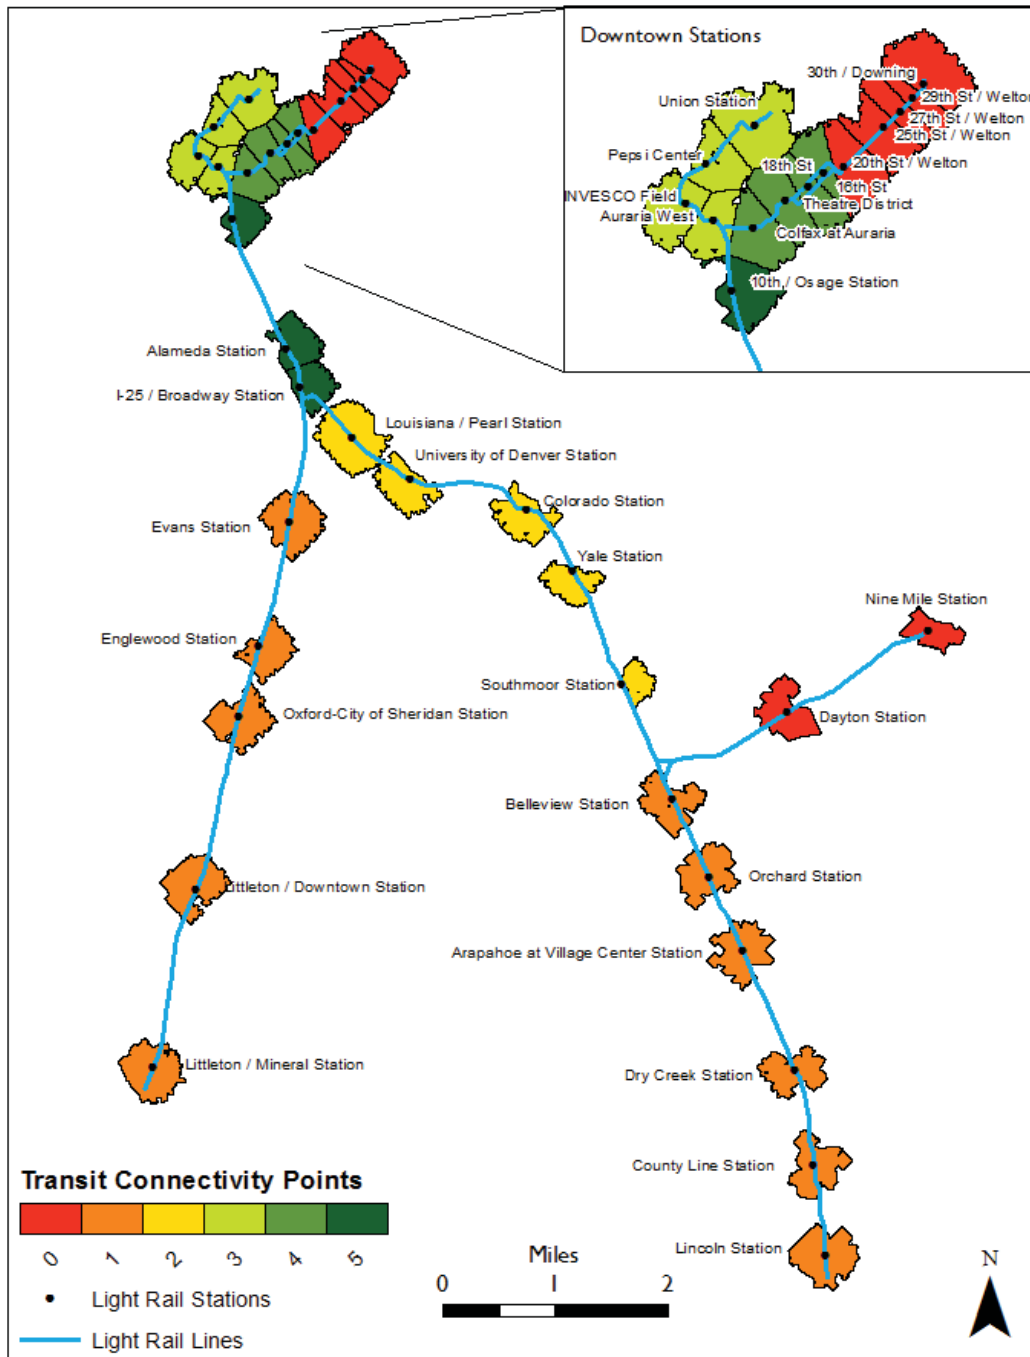 Downtown Stations
30th / Downing
29th St / Welton
27th St / Welton
25th St / Welton
Union Station
20th St / Welton
18th St
Pepsi Center
16th St
INVESCO Field
Theatre District
Auraria West
Colfax at Auraria
10th / Osage Station
Alameda Station
I-25 / Broadway Station
Louisiana / Pearl Station
University of Denver Station
Colorado Station
Evans Station
Yale Station
Nine Mile Station
Englewood Station
Southmoor Station
Oxford-City of Sheridan Station
Dayton Station
Belleview Station
Orchard Station
Littleton / Downtown Station
Arapahoe at Village Center Station
Littleton / Mineral Station
Dry Creek Station
County Line Station
Lincoln Station
Transit Connectivity Points
0 1 2 3 4 5
Light Rail Stations
Light Rail Lines
Miles
0 1 2
N